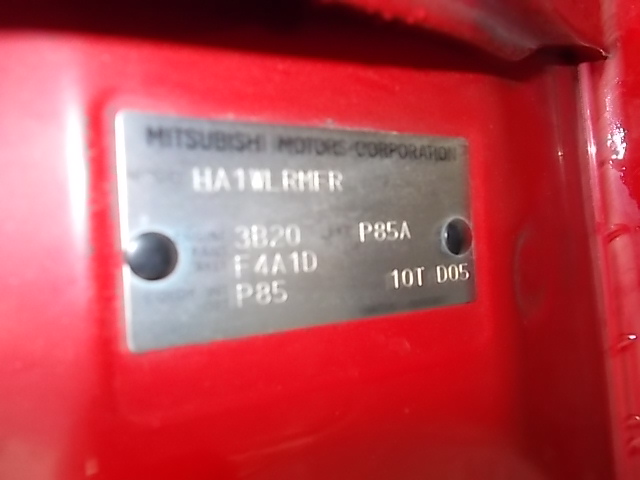 MITSUBISHI MOTORS CORPORATION
HA1WLRMFR
3B20 P85A
F4A1D
P85 10T D05